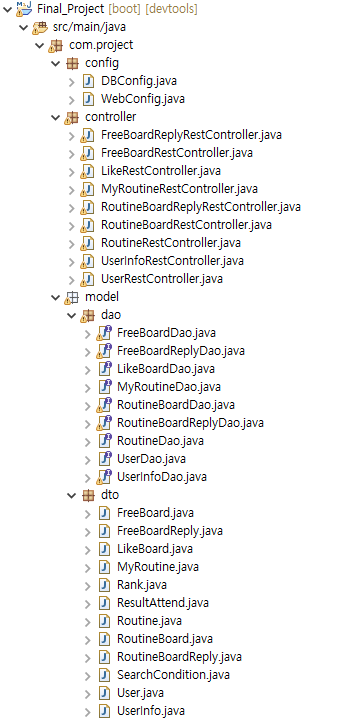 Final_Project [boot] [devtools]
src/main/java
com.project
config
DBConfig.java
WebConfig.java
controller
FreeBoardReplyRestController.java
FreeBoardRestController.java
LikeRestController.java
MyRoutineRestController.java
RoutineBoardReplyRestController.java
RoutineBoardRestController.java
RoutineRestController.java
UserInfoRestController.java
UserRestController.java
model
dao
FreeBoardDao.java
FreeBoardReplyDao.java
LikeBoardDao.java
MyRoutineDao.java
RoutineBoardDao.java
RoutineBoardReplyDao.java
RoutineDao.java
UserDao.java
UserInfoDao.java
dto
FreeBoard.java
FreeBoardReply.java
LikeBoard.java
MyRoutine.java
Rank.java
ResultAttend.java
Routine.java
RoutineBoard.java
RoutineBoardReply.java
SearchCondition.java
User.java
UserInfo.java